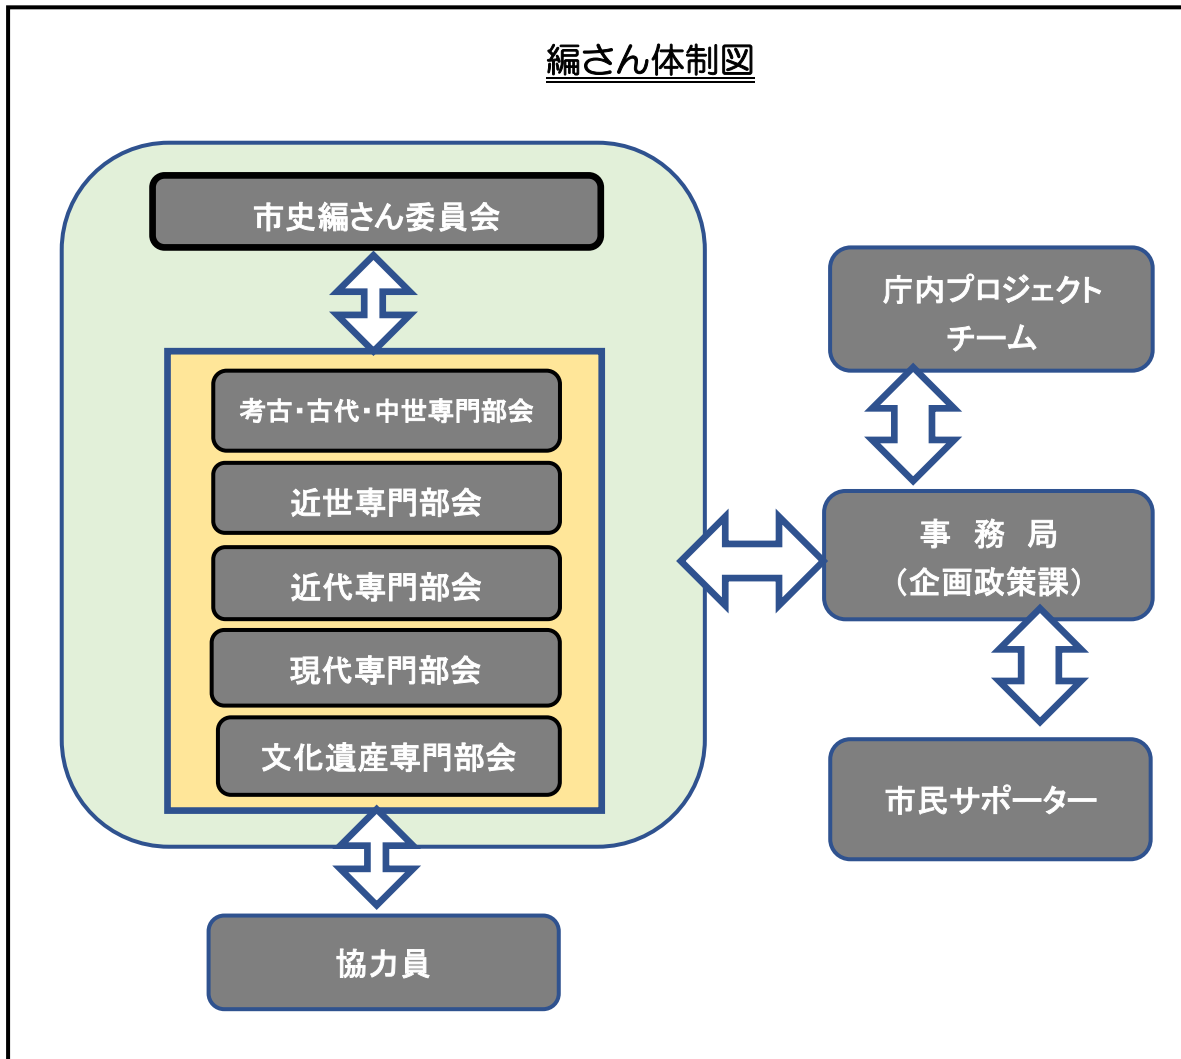 編さん体制図
市史編さん委員会
考古・古代・中世専門部会
近世専門部会
近代専門部会
現代専門部会
文化遺産専門部会
協力員
庁内プロジェクト
チーム
事 務 局
（企画政策課）
市民サポーター